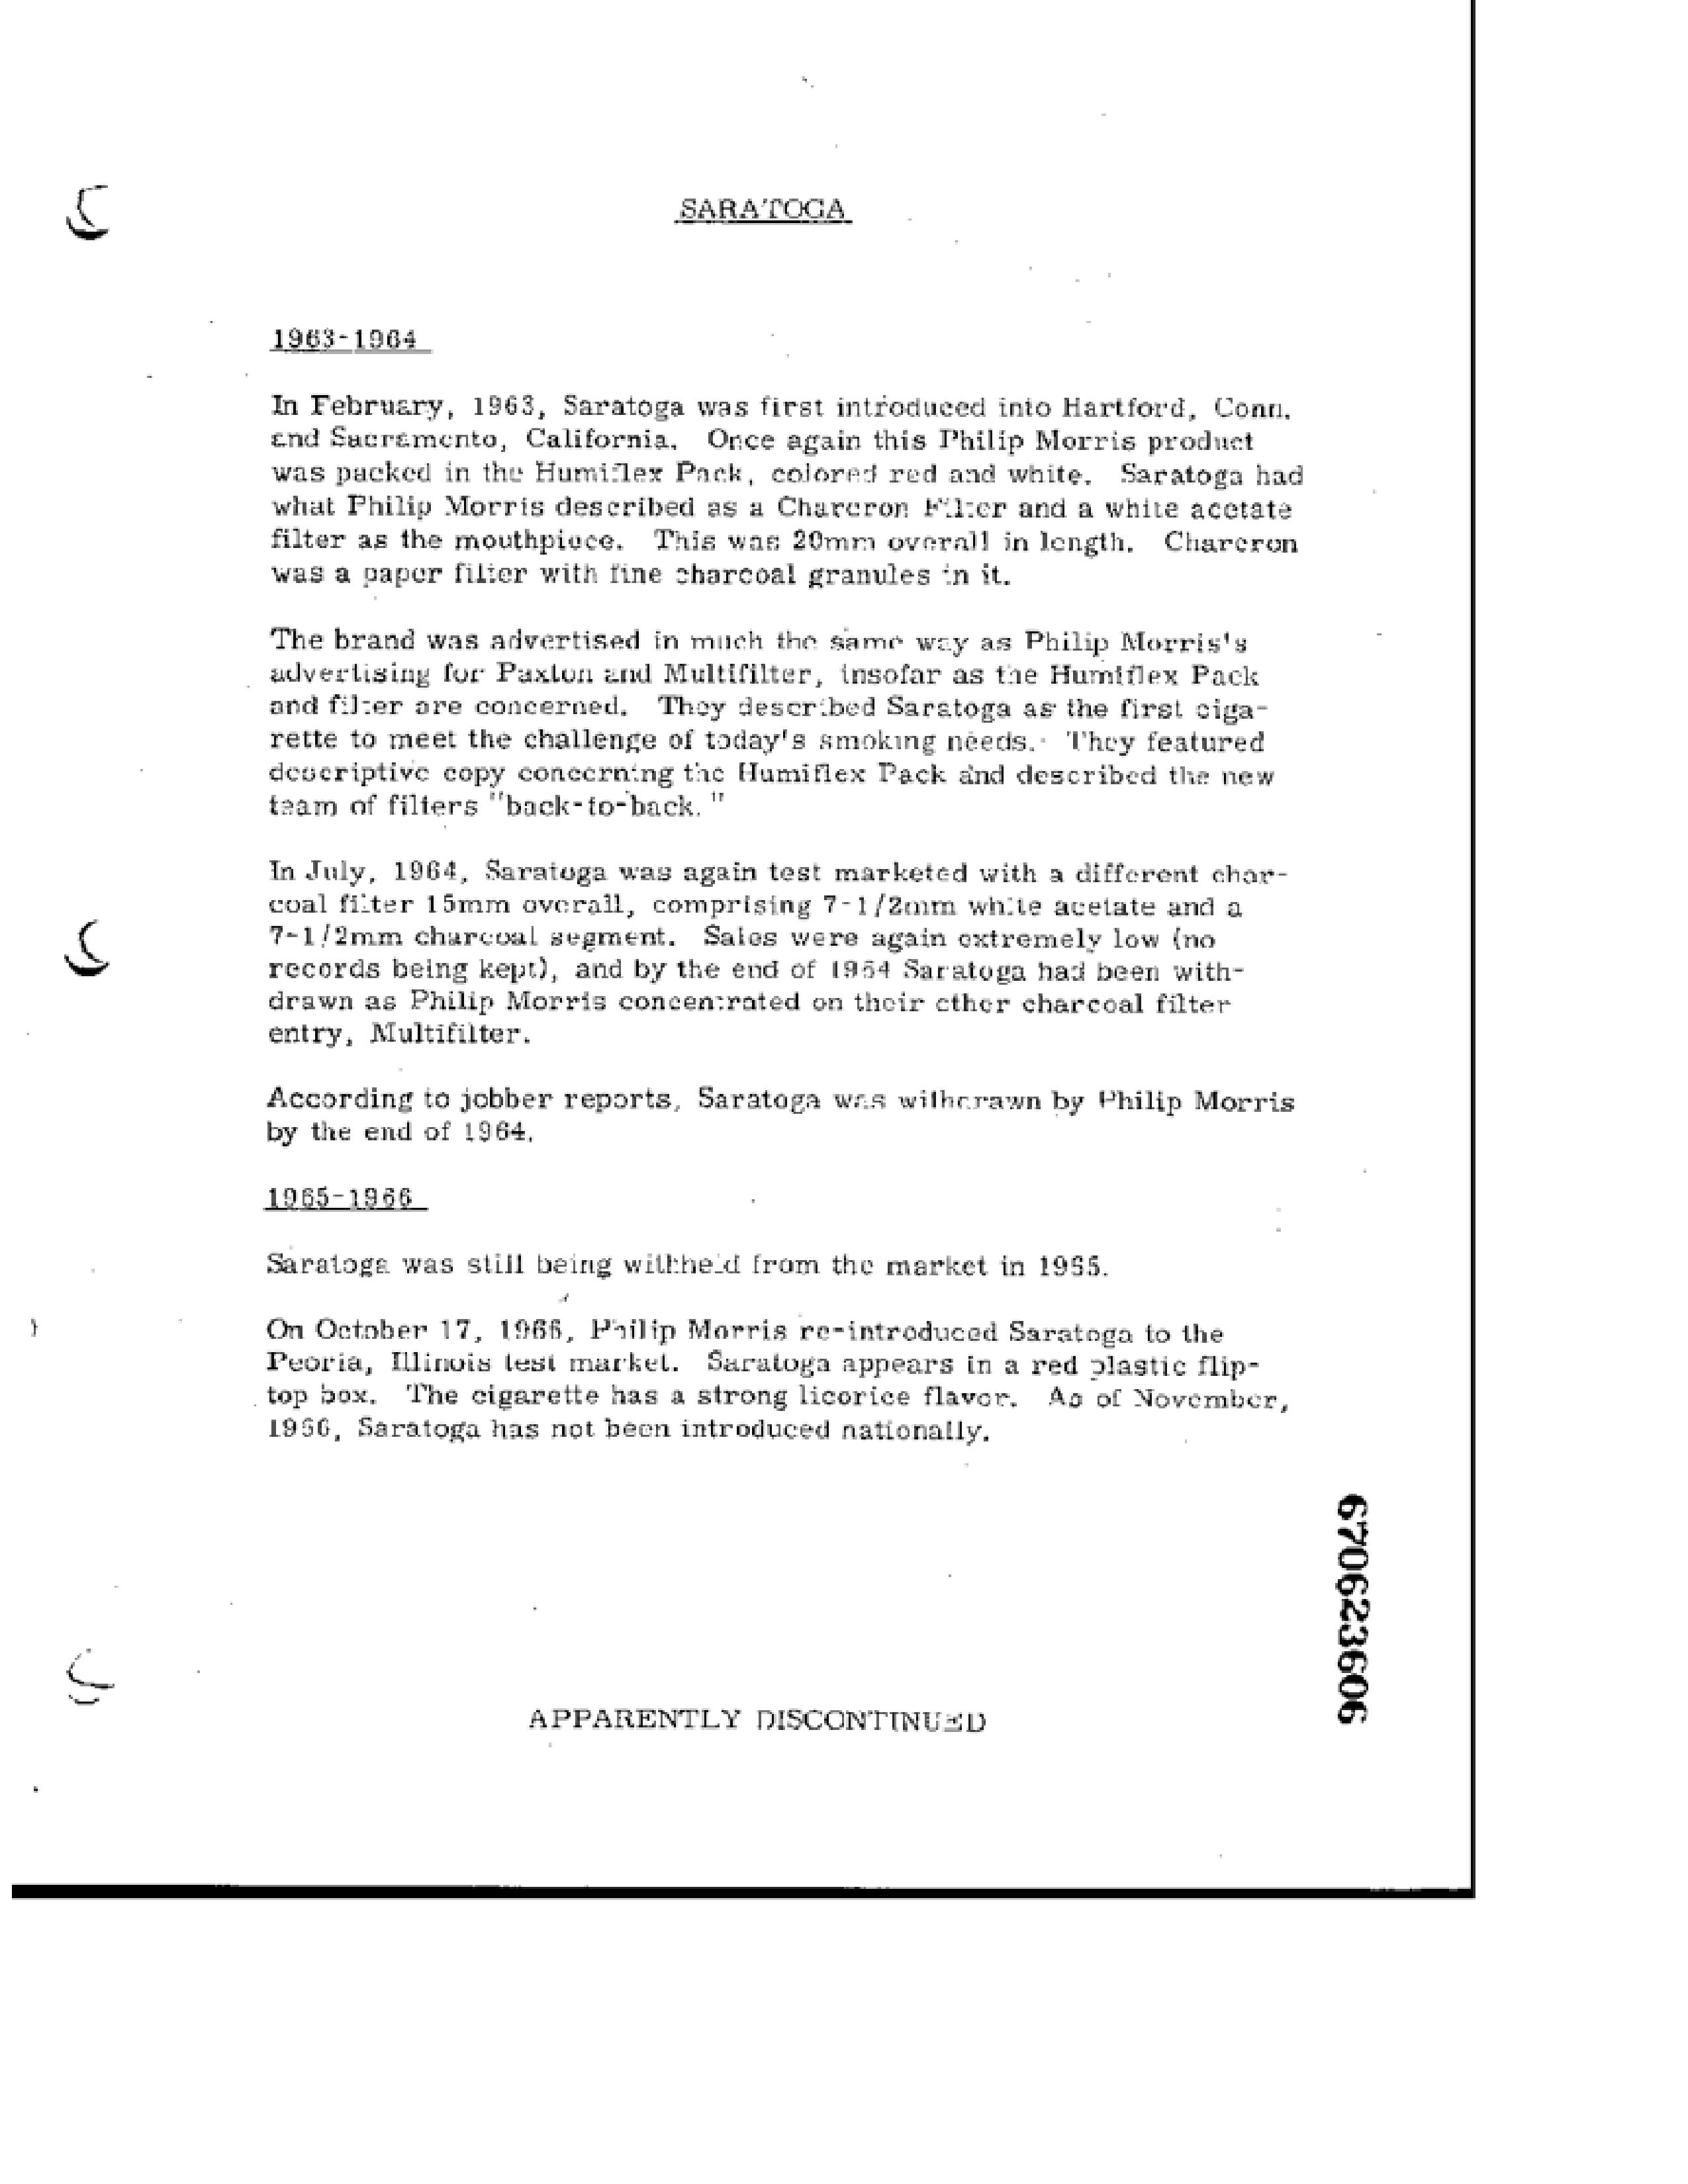 SARATOGA
1963-1964
In February, 1963, Saratoga was first introduced into Hartford, Conn.
and Sacramento, California. Once again this Philip Morris product
was packed in the Humiflex Pack, colored red and white. Saratoga had
what Philip Morris described as a Charcron Filter and a white acetate
filter as the mouthpiece. This was 20mm overall in length. Charcron
was a paper filter with fine charcoal granules in it.
The brand was advertised in much the same way as Philip Morris's
advertising for Paxton and Multifilter, insofar as the Humiflex Pack
and filter are concerned. They described Saratoga as the first ciga-
rette to meet the challenge of today's smoking needs. They featured
descriptive copy concerning the Humiflex Pack and described the new
team of filters "back-to-back."
In July, 1964, Saratoga was again test marketed with a different char-
coal filter 15mm overall, comprising 7-1/2mm white acetate and a
7-1/2mm charcoal segment. Sales were again extremely low (no
records being kept), and by the end of 1964 Saratoga had been with-
drawn as Philip Morris concentrated on their other charcoal filter
entry, Multifilter.
According to jobber reports, Saratoga was withdrawn by Philip Morris
by the end of 1964.
1965-1966
Saratoga was still being withheld from the market in 1965.
On October 17, 1966, Philip Morris re-introduced Saratoga to the
Peoria, Illinois test market. Saratoga appears in a red plastic flip-
top box. The cigarette has a strong licorice flavor. As of November,
1966, Saratoga has not been introduced nationally.
670623606
APPARENTLY DISCONTINUED